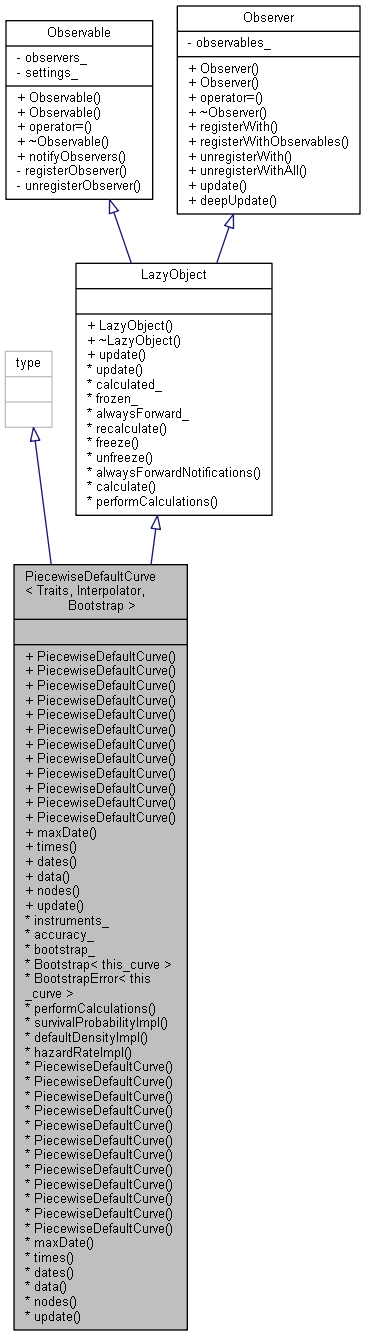 Observable
- observers_
- settings_
+ Observable()
+ Observable()
+ operator=()
+ ~Observable()
+ notifyObservers()
- registerObserver()
- unregisterObserver()
Observer
- observables_
+ Observer()
+ Observer()
+ operator=()
+ ~Observer()
+ registerWith()
+ registerWithObservables()
+ unregisterWith()
+ unregisterWithAll()
+ update()
+ deepUpdate()
LazyObject
+ LazyObject()
+ ~LazyObject()
+ update()
* update()
* calculated_
* frozen_
* alwaysForward_
* recalculate()
* freeze()
* unfreeze()
* alwaysForwardNotifications()
* calculate()
* performCalculations()
type
PiecewiseDefaultCurve
< Traits, Interpolator,
Bootstrap >
+ PiecewiseDefaultCurve()
+ PiecewiseDefaultCurve()
+ PiecewiseDefaultCurve()
+ PiecewiseDefaultCurve()
+ PiecewiseDefaultCurve()
+ PiecewiseDefaultCurve()
+ PiecewiseDefaultCurve()
+ PiecewiseDefaultCurve()
+ PiecewiseDefaultCurve()
+ PiecewiseDefaultCurve()
+ PiecewiseDefaultCurve()
+ PiecewiseDefaultCurve()
+ maxDate()
+ times()
+ dates()
+ data()
+ nodes()
+ update()
* instruments_
* accuracy_
* bootstrap_
* Bootstrap< this_curve >
* BootstrapError< this
_curve >
* performCalculations()
* survivalProbabilityImpl()
* defaultDensityImpl()
* hazardRateImpl()
* PiecewiseDefaultCurve()
* PiecewiseDefaultCurve()
* PiecewiseDefaultCurve()
* PiecewiseDefaultCurve()
* PiecewiseDefaultCurve()
* PiecewiseDefaultCurve()
* PiecewiseDefaultCurve()
* PiecewiseDefaultCurve()
* PiecewiseDefaultCurve()
* PiecewiseDefaultCurve()
* PiecewiseDefaultCurve()
* PiecewiseDefaultCurve()
* maxDate()
* times()
* dates()
* data()
* nodes()
* update()